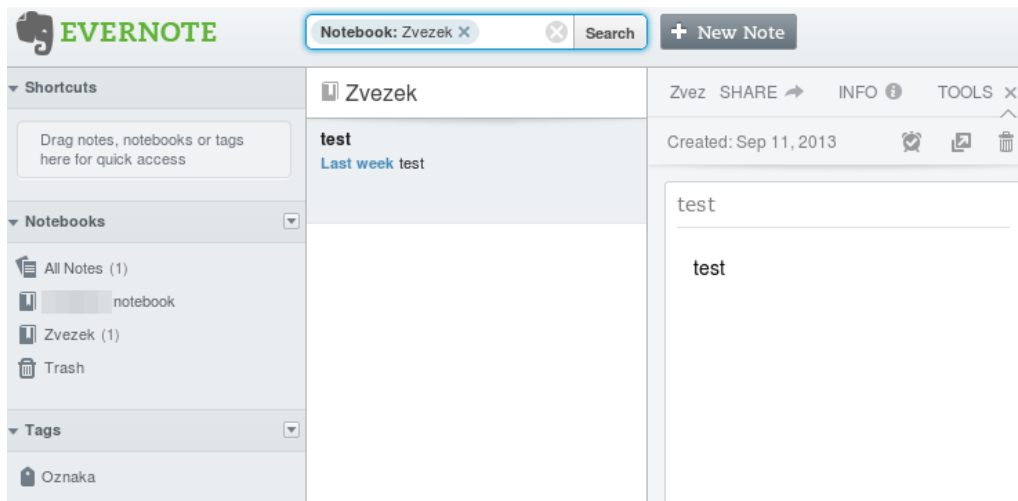 EVERNOTE
Notebook: Zvezek
Search
New Note
Shortcuts
Drag notes, notebooks or tags
here for quick access
Notebooks
All Notes (1)
notebook
Zvezek (1)
Trash
Tags
Oznaka
Zvezek
test
Last week test
Zvez SHARE INFO TOOLS
Created: Sep 11, 2013
test
test